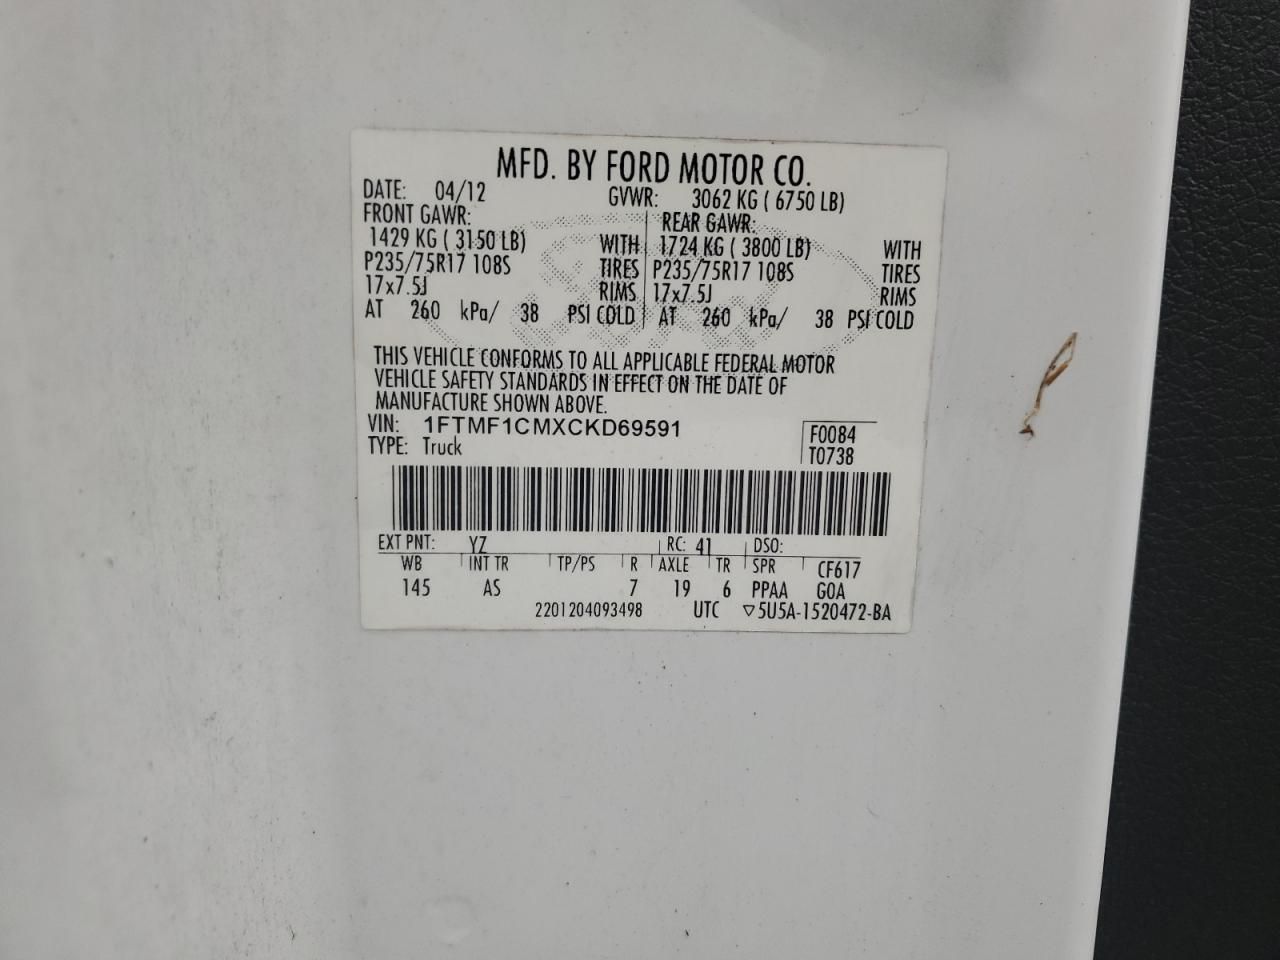 MFD. BY FORD MOTOR CO.
DATE: 04/12 GVWR: 3062 KG ( 6750 LB)
FRONT GAWR: REAR GAWR:
1429 KG ( 3150 LB) WITH 1724 KG ( 3800 LB) WITH
P235/75R17 108S TIRES P235/75R17 108S TIRES
17x7.5J RIMS 17x7.5J RIMS
AT 260 kPa/ 38 PSI COLD AT 260 kPa/ 38 PSI COLD
THIS VEHICLE CONFORMS TO ALL APPLICABLE FEDERAL MOTOR
VEHICLE SAFETY STANDARDS IN EFFECT ON THE DATE OF
MANUFACTURE SHOWN ABOVE.
VIN: 1FTMF1CMXCKD69591 F0084
TYPE: Truck T0738
EXT PNT: YZ RC: 41 DSO:
WB INT TR TP/PS R AXLE TR SPR CF617
145 AS 7 19 6 PPAA GOA
2201204093498 UTC ▽5U5A-1520472-BA